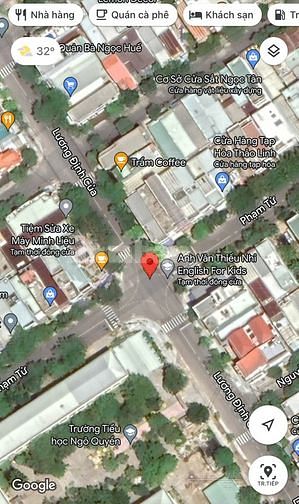 Nhà hàng
Quán cà phê
Khách sạn
32°
Quán Bà Ngọc Huế
Cơ Sở Cửa Sắt Ngọc Tân
Cửa hàng vật liệu xây dựng
Lương Định Của
Trầm Coffee
Cửa Hàng Tạp
Hóa Thảo Linh
Cửa hàng tạp hóa
Phạm Tứ
Tiệm Sửa Xe
Máy Minh Liệu
Tạm thời đóng cửa
Anh Văn Thiếu Nhi
English For Kids
Tạm thời đóng cửa
Lương Định
Trường Tiểu
học Ngô Quyền
Google
TR.TIẾP